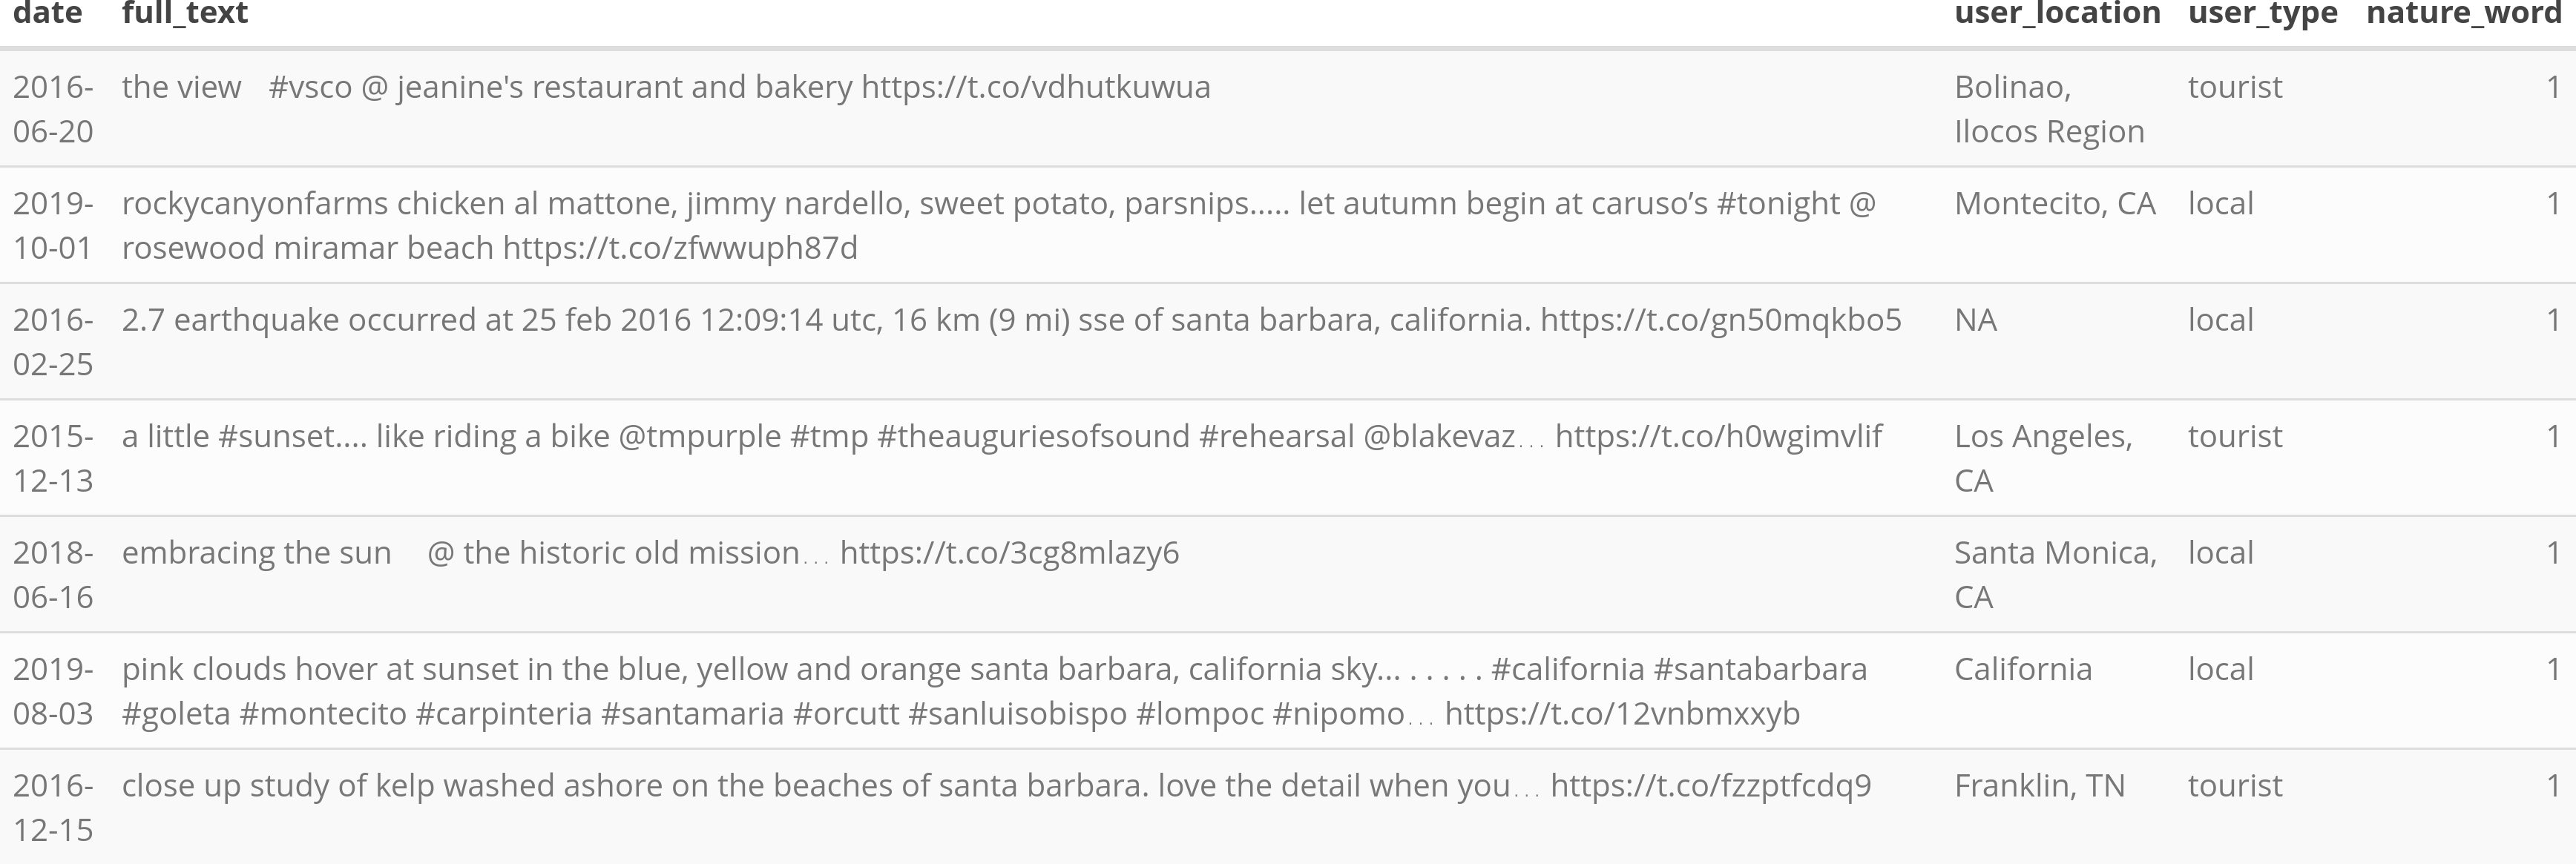 date full_text user_location user_type nature_word
2016- the view #vsco @ jeanine's restaurant and bakery https://t.co/vdhutkuwua Bolinao, tourist 1
06-20 Ilocos Region
2019- rockycanyonfarms chicken al mattone, jimmy nardello, sweet potato, parsnips..... let autumn begin at caruso’s #tonight @ Montecito, CA local 1
10-01 rosewood miramar beach https://t.co/zfwwuph87d
2016- 2.7 earthquake occurred at 25 feb 2016 12:09:14 utc, 16 km (9 mi) sse of santa barbara, california. https://t.co/gn50mqkbo5 NA local 1
02-25
2015- a little #sunset.... like riding a bike @tmpurple #tmp #theauguriesofsound #rehearsal @blakevaz… https://t.co/h0wgimvlif Los Angeles, tourist 1
12-13 CA
2018- embracing the sun @ the historic old mission… https://t.co/3cg8mlazy6 Santa Monica, local 1
06-16 CA
2019- pink clouds hover at sunset in the blue, yellow and orange santa barbara, california sky... . . . . . #california #santabarbara California local 1
08-03 #goleta #montecito #carpinteria #santamaria #orcutt #sanluisobispo #lompoc #nipomo… https://t.co/12vnbmxxyb
2016- close up study of kelp washed ashore on the beaches of santa barbara. love the detail when you… https://t.co/fzzptfcdq9 Franklin, TN tourist 1
12-15